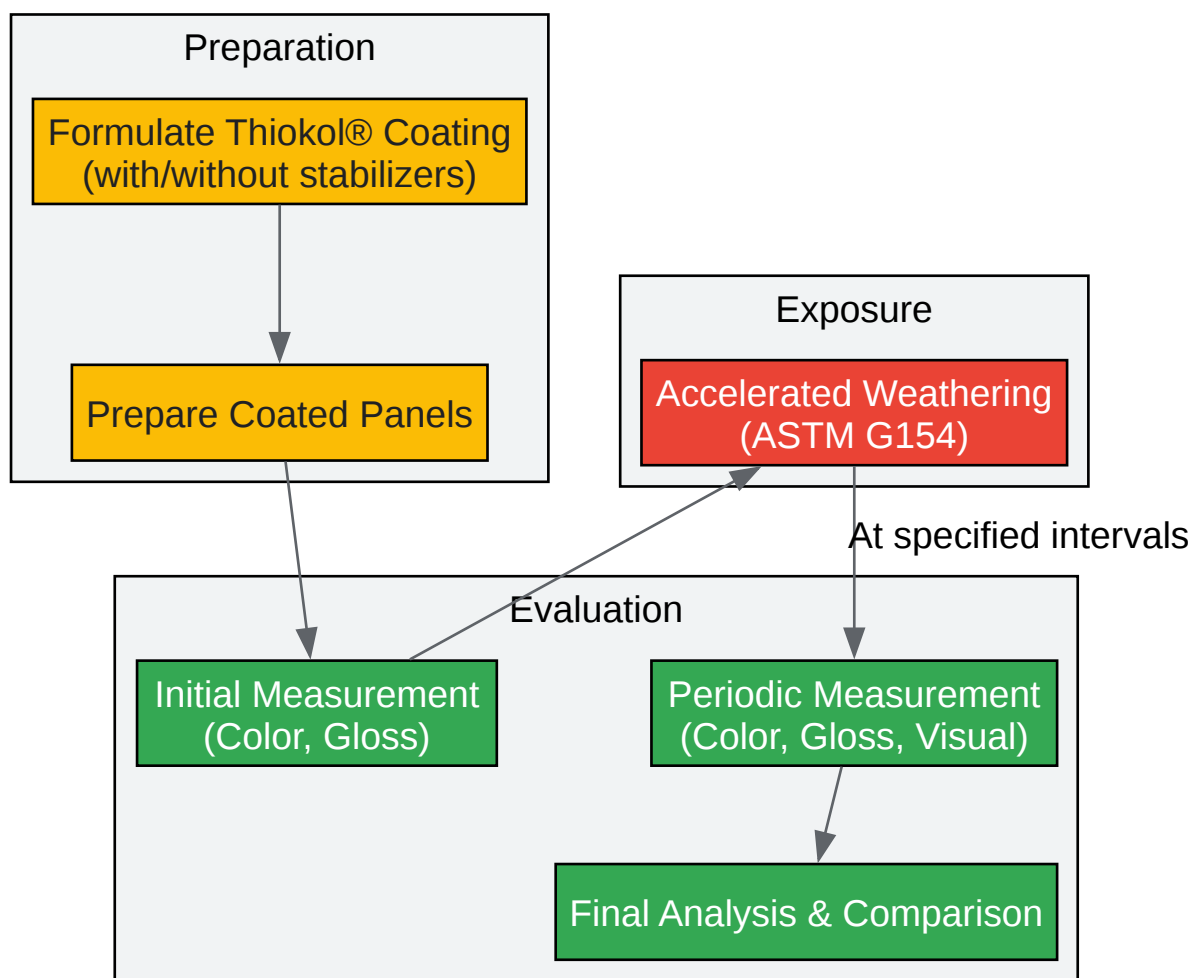 Preparation
Formulate Thiokol® Coating
(with/without stabilizers)
Prepare Coated Panels
Exposure
Accelerated Weathering
(ASTM G154)
At specified intervals
Evaluation
Initial Measurement
(Color, Gloss)
Periodic Measurement
(Color, Gloss, Visual)
Final Analysis & Comparison